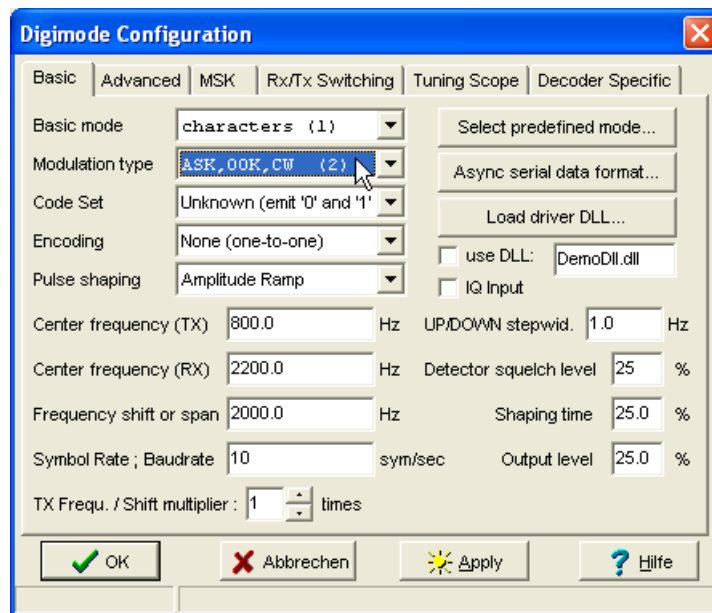 Digimode Configuration
Basic Advanced MSK Rx/Tx Switching Tuning Scope Decoder Specific
Basic mode characters (1) Select predefined mode...
Modulation type ASK,OOK,CW (2) Async serial data format...
Code Set Unknown (emit '0' and '1' Load driver DLL...
Encoding None (one-to-one) use DLL: DemoDll.dll
Pulse shaping Amplitude Ramp IQ Input
Center frequency (TX) 800.0 Hz UP/DOWN stepwid. 1.0 Hz
Center frequency (RX) 2200.0 Hz Detector squelch level 25 %
Frequency shift or span 2000.0 Hz Shaping time 25.0 %
Symbol Rate ; Baudrate 10 sym/sec Output level 25.0 %
TX Frequ. / Shift multiplier : 1 times
OK Abbrechen Apply Hilfe